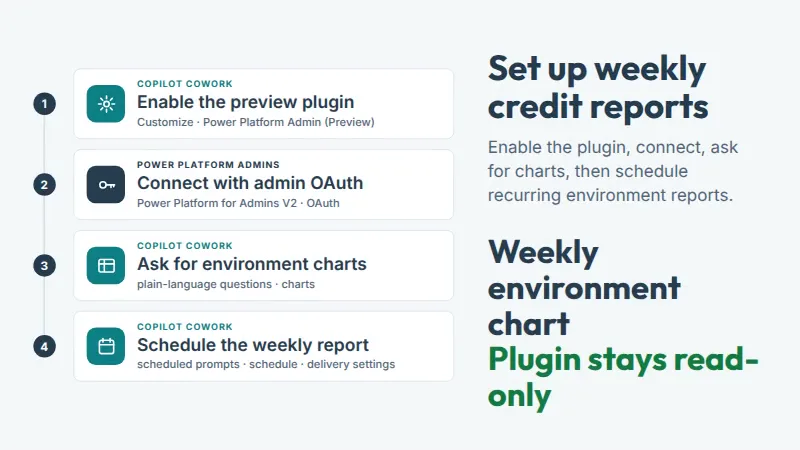 1
COPILOT COWORK
Enable the preview plugin
Customize · Power Platform Admin (Preview)
2
POWER PLATFORM ADMINS
Connect with admin OAuth
Power Platform for Admins V2 · OAuth
3
COPILOT COWORK
Ask for environment charts
plain-language questions · charts
4
COPILOT COWORK
Schedule the weekly report
scheduled prompts · schedule · delivery settings
Set up weekly
credit reports
Enable the plugin, connect, ask
for charts, then schedule
recurring environment reports.
Weekly
environment
chart
Plugin stays read-
only